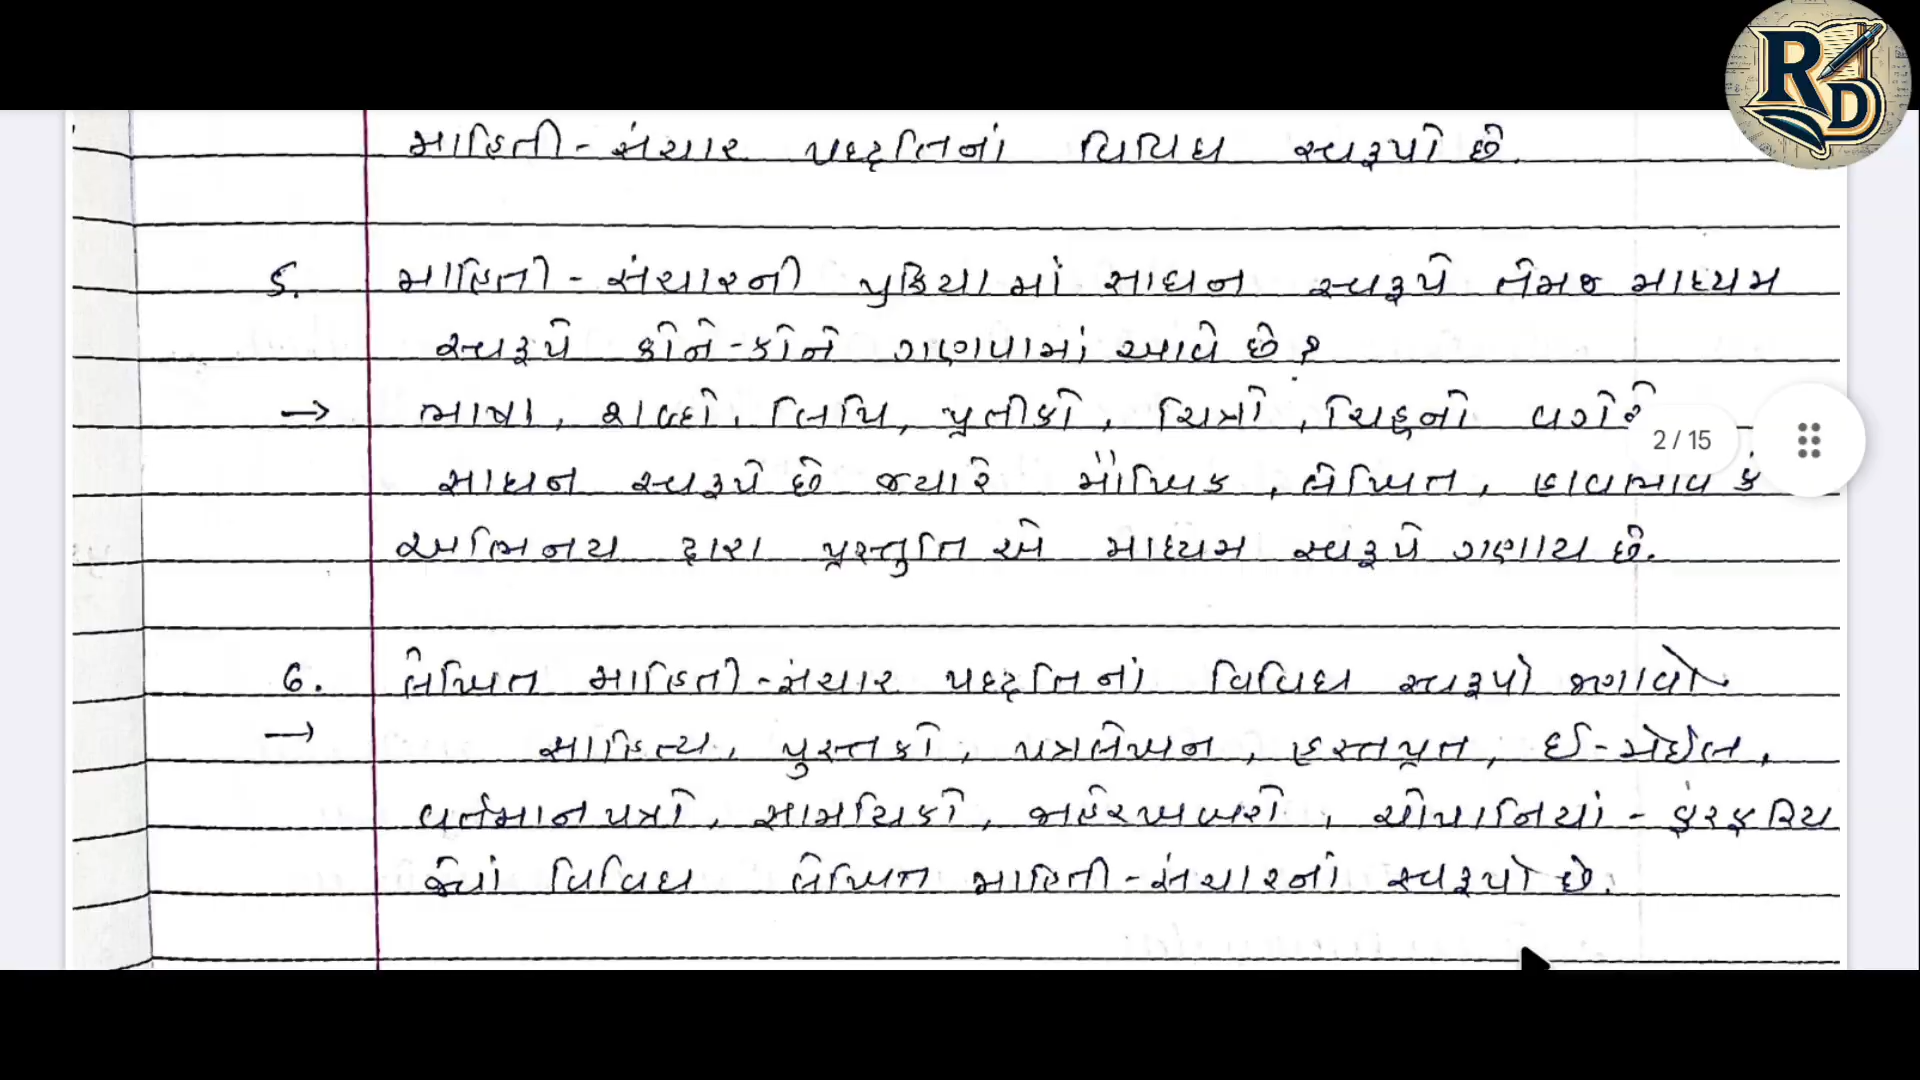 RD
માહિતી-સંચાર પદ્ધતિનાં વિવિધ સ્વરૂપો છે.
5. માહિતી-સંચારની પ્રક્રિયામાં સાધન સ્વરૂપે તેમજ માધ્યમ
સ્વરૂપે કોને-કોને ગણવામાં આવે છે?
→ ભાષા, શબ્દો, લિપિ, પ્રતીકો, ચિત્રો, ચિહ્નો વગેરે
2 / 15
સાધન સ્વરૂપે છે જ્યારે મૌખિક, લેખિત, હાવભાવ કે
અભિનય દ્વારા પ્રસ્તુતિ એ માધ્યમ સ્વરૂપે ગણાય છે.
6. લેખિત માહિતી-સંચાર પદ્ધતિનાં વિવિધ સ્વરૂપો જણાવો.
→ સાહિત્ય, પુસ્તકો, પત્રલેખન, હસ્તપ્રત, ઈ-મેઈલ,
વર્તમાનપત્રો, સામયિકો, જાહેરખબરો, ચોપાનિયાં-ફરફરિય
જેવાં વિવિધ લેખિત માહિતી-સંચારનાં સ્વરૂપો છે.